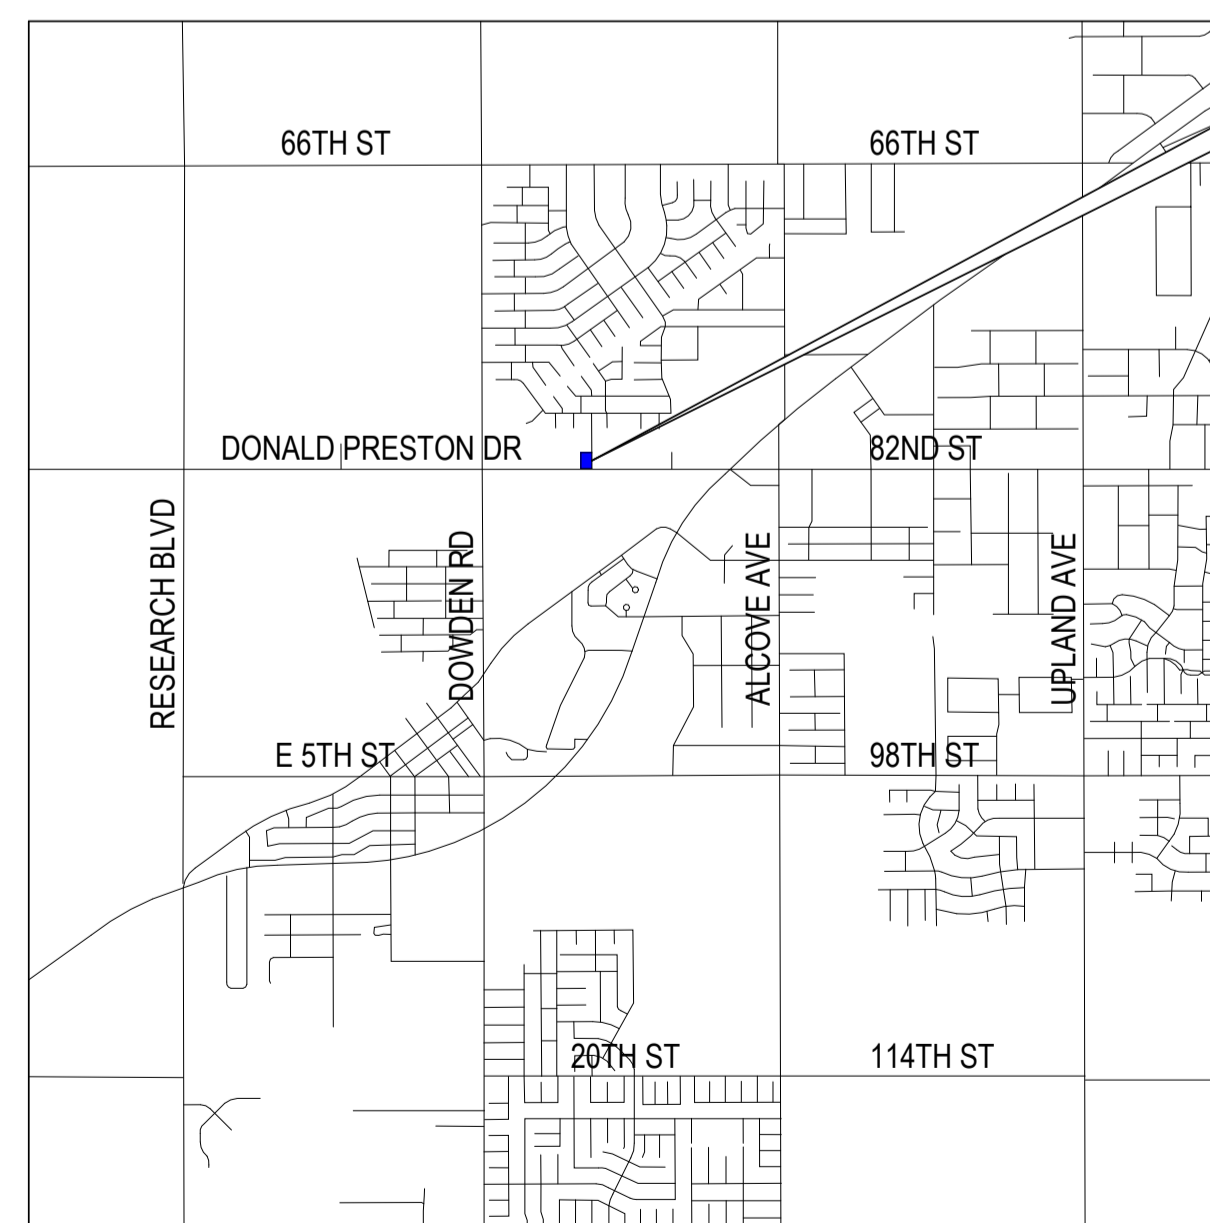 66TH ST
66TH ST
DONALD PRESTON DR
82ND ST
RESEARCH BLVD
DOWDEN RD
ALCOVE AVE
UPLAND AVE
E 5TH ST
98TH ST
20TH ST
114TH ST